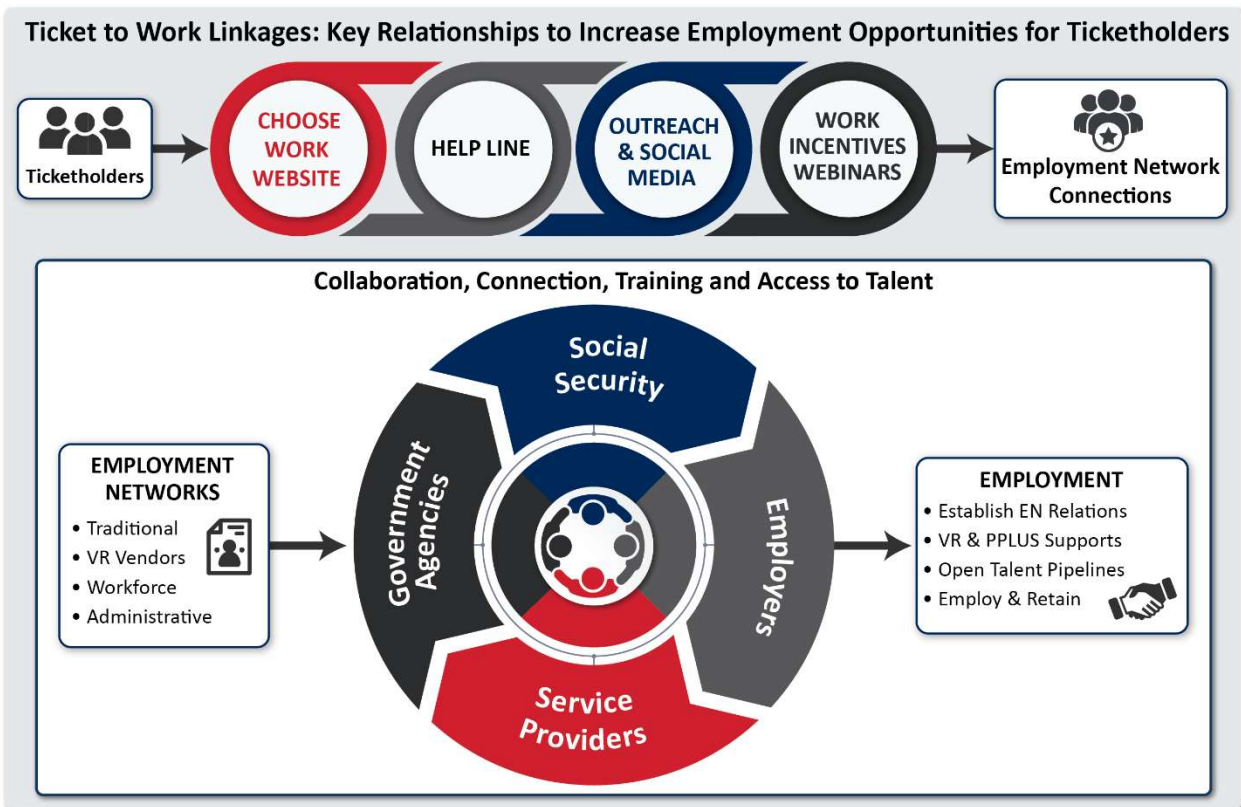 Ticket to Work Linkages: Key Relationships to Increase Employment Opportunities for Ticketholders
Ticketholders
CHOOSE
WORK
WEBSITE
HELP LINE
OUTREACH
& SOCIAL
MEDIA
WORK
INCENTIVES
WEBINARS
Employment Network
Connections
Collaboration, Connection, Training and Access to Talent
EMPLOYMENT
NETWORKS
• Traditional
• VR Vendors
• Workforce
• Administrative
Social
Security
Government
Agencies
Employers
Service
Providers
EMPLOYMENT
• Establish EN Relations
• VR & PPLUS Supports
• Open Talent Pipelines
• Employ & Retain